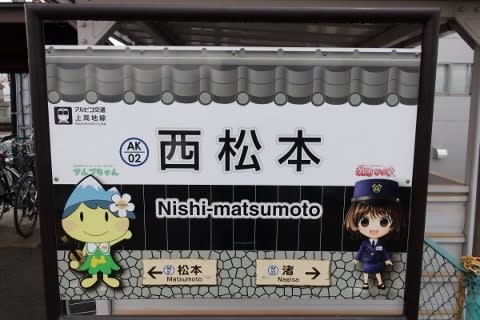 アルピコ交通
上高地線
AK
02
西松本
アルプちゃん
Nishi-matsumoto
松本
Matsumoto
渚
Nagisa